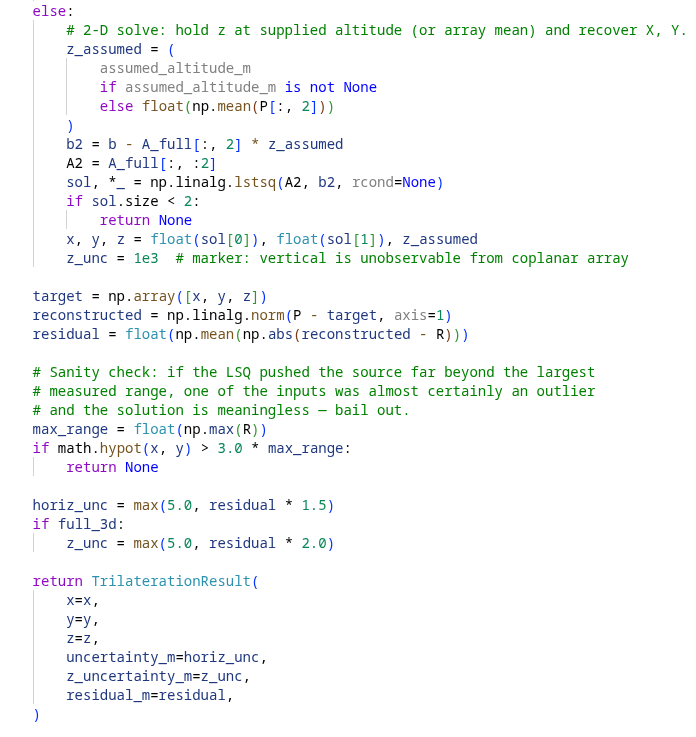 else:
# 2-D solve: hold z at supplied altitude (or array mean) and recover X, Y.
z_assumed = (
assumed_altitude_m
if assumed_altitude_m is not None
else float(np.mean(P[:, 2]))
)
b2 = b - A_full[:, 2] * z_assumed
A2 = A_full[:, :2]
sol, *_ = np.linalg.lstsq(A2, b2, rcond=None)
if sol.size < 2:
return None
x, y, z = float(sol[0]), float(sol[1]), z_assumed
z_unc = 1e3  # marker: vertical is unobservable from coplanar array
target = np.array([x, y, z])
reconstructed = np.linalg.norm(P - target, axis=1)
residual = float(np.mean(np.abs(reconstructed - R)))
# Sanity check: if the LSQ pushed the source far beyond the largest
# measured range, one of the inputs was almost certainly an outlier
# and the solution is meaningless — bail out.
max_range = float(np.max(R))
if math.hypot(x, y) > 3.0 * max_range:
return None
horiz_unc = max(5.0, residual * 1.5)
if full_3d:
z_unc = max(5.0, residual * 2.0)
return TrilaterationResult(
x=x,
y=y,
z=z,
uncertainty_m=horiz_unc,
z_uncertainty_m=z_unc,
residual_m=residual,
)